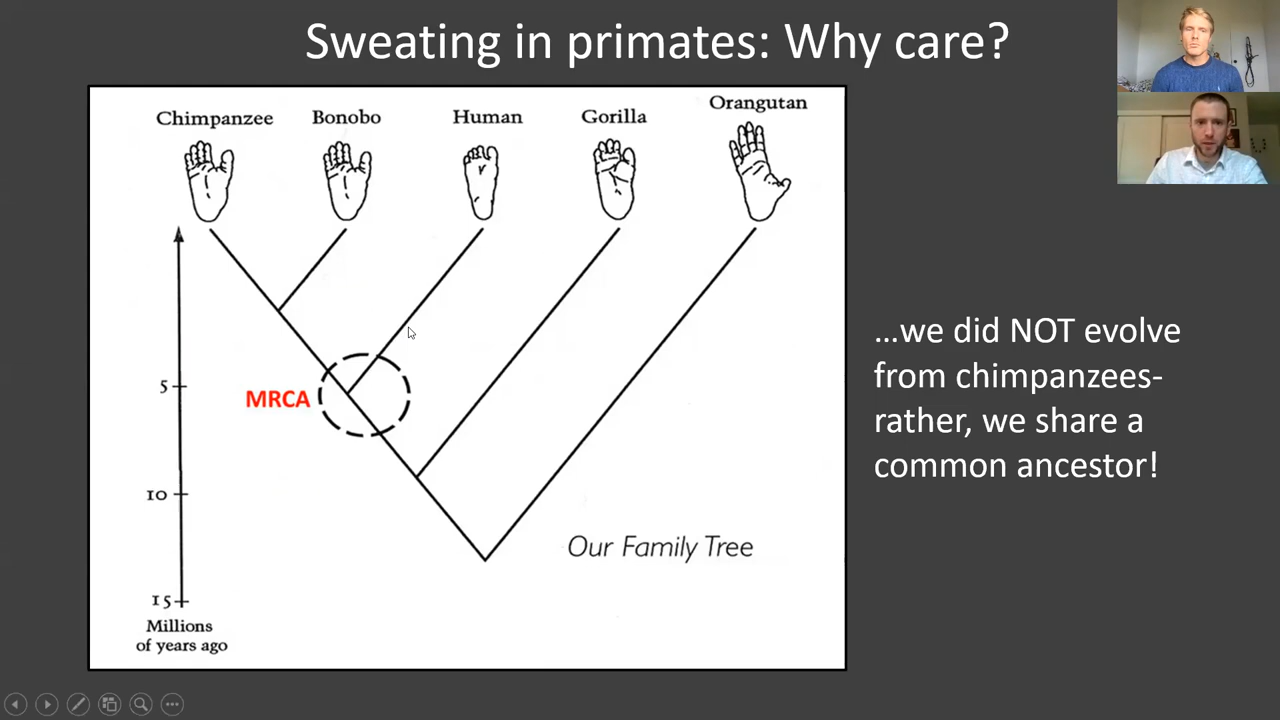 Sweating in primates: Why care?
Chimpanzee
Bonobo
Human
Gorilla
Orangutan
5
MRCA
10
15
Millions
of years ago
Our Family Tree
...we did NOT evolve
from chimpanzees-
rather, we share a
common ancestor!